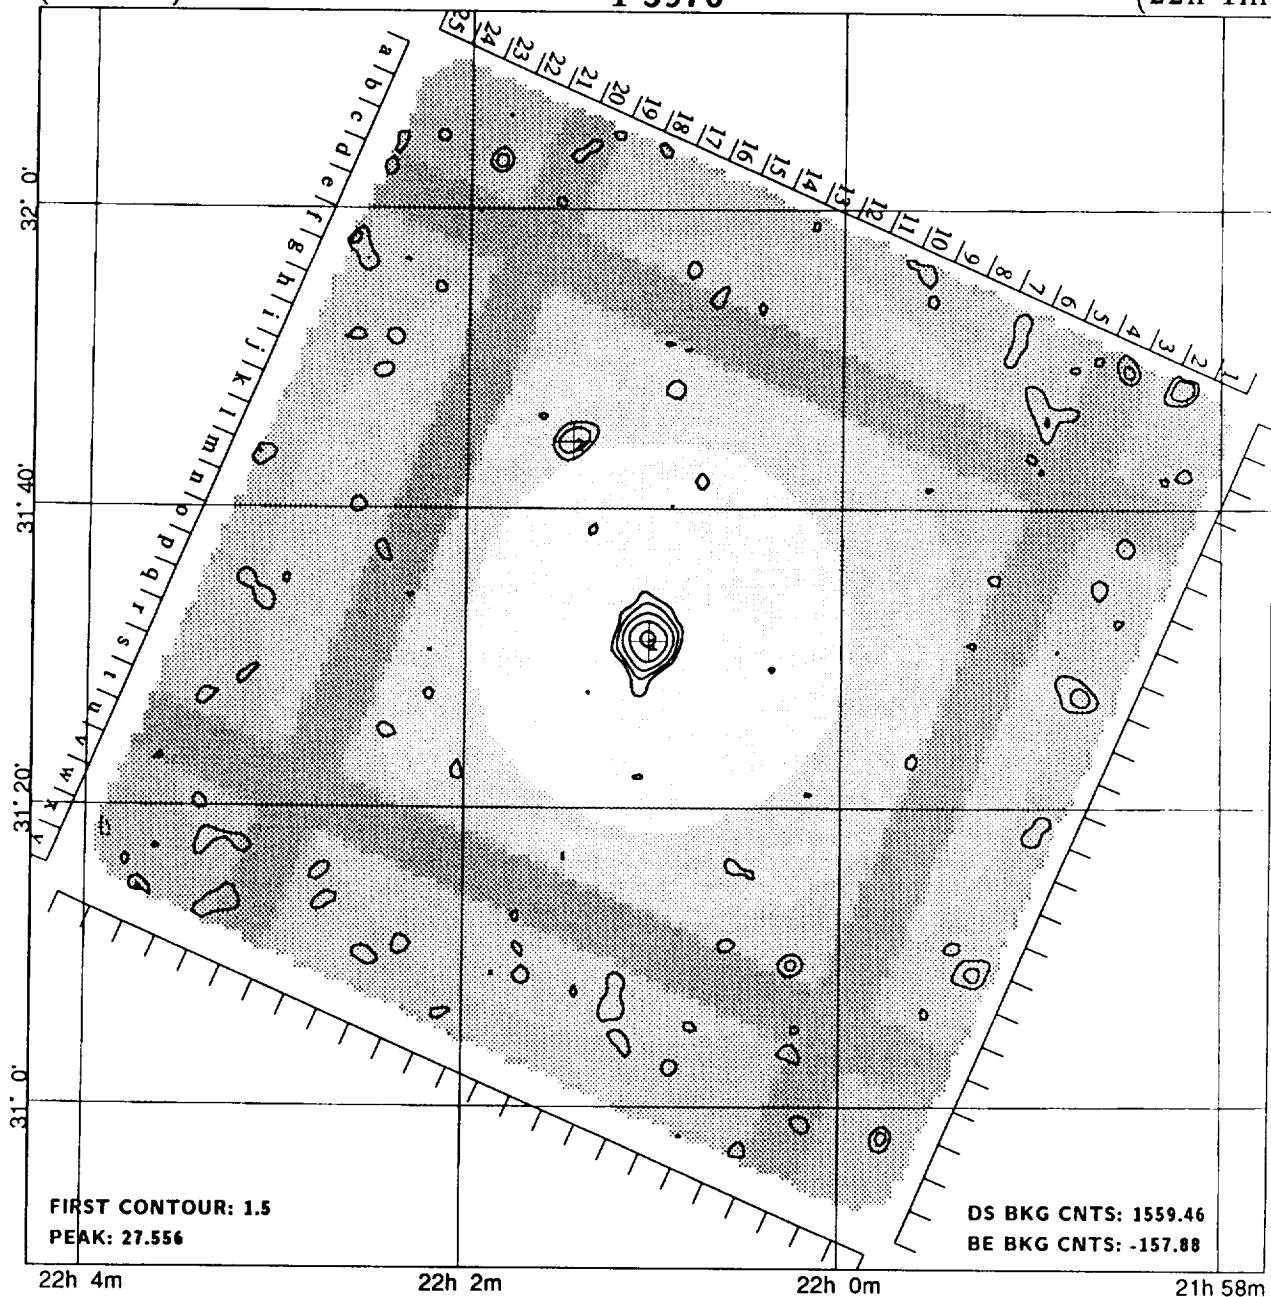 25 24 23 22 21 20 19 18 17 16 15 14 13 12 11 10 9 8 7 6 5 4 3 2 1
a b c d e f g h i j k l m n o p q r s t u v w x y
32° 0'
31° 40'
31° 20'
31° 0'
FIRST CONTOUR: 1.5
PEAK: 27.556
DS BKG CNTS: 1559.46
BE BKG CNTS: -157.88
22h 4m
22h 2m
22h 0m
21h 58m